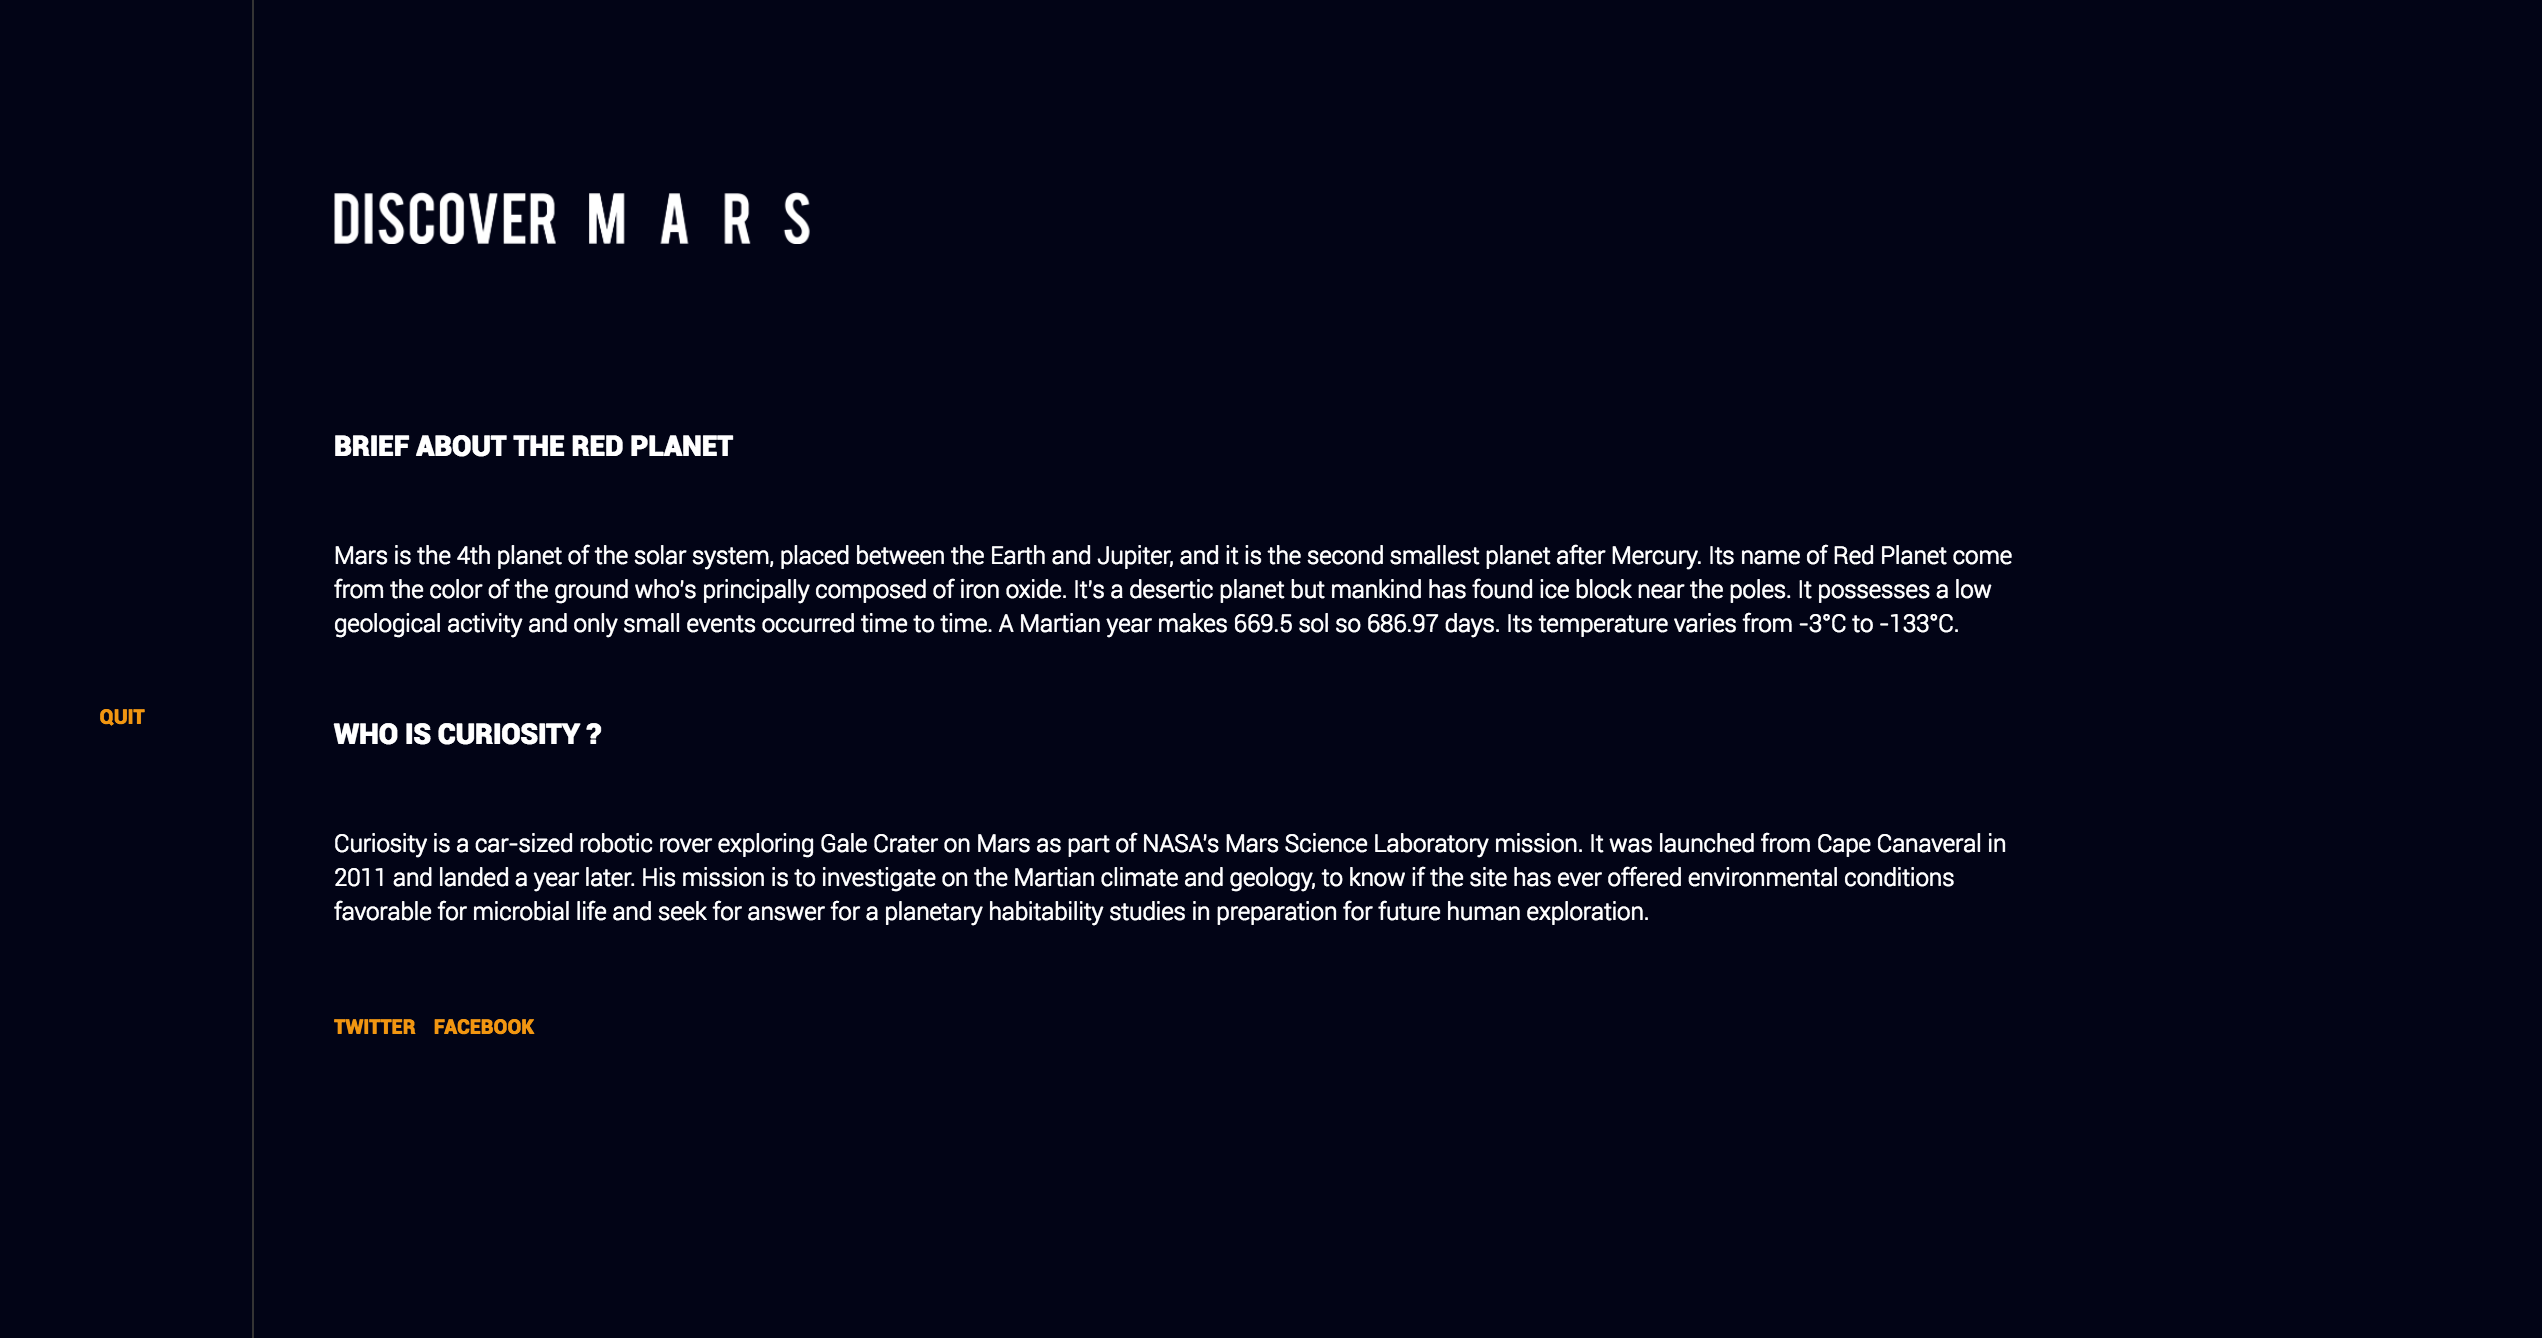 DISCOVER M A R S
BRIEF ABOUT THE RED PLANET
Mars is the 4th planet of the solar system, placed between the Earth and Jupiter, and it is the second smallest planet after Mercury. Its name of Red Planet come
from the color of the ground who's principally composed of iron oxide. It's a desertic planet but mankind has found ice block near the poles. It possesses a low
geological activity and only small events occurred time to time. A Martian year makes 669.5 sol so 686.97 days. Its temperature varies from -3°C to -133°C.
QUIT
WHO IS CURIOSITY ?
Curiosity is a car-sized robotic rover exploring Gale Crater on Mars as part of NASA's Mars Science Laboratory mission. It was launched from Cape Canaveral in
2011 and landed a year later. His mission is to investigate on the Martian climate and geology, to know if the site has ever offered environmental conditions
favorable for microbial life and seek for answer for a planetary habitability studies in preparation for future human exploration.
TWITTER FACEBOOK